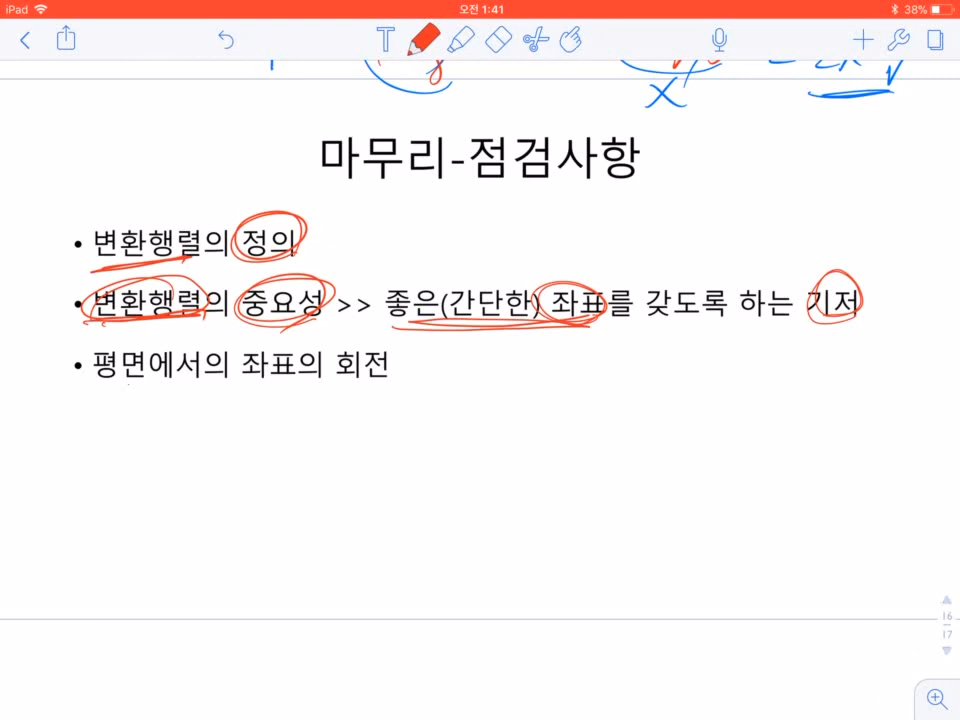 iPad 오전 1:41 38%
T
x
마무리-점검사항
• 변환행렬의 정의
• 변환행렬의 중요성 >> 좋은(간단한) 좌표를 갖도록 하는 기저
• 평면에서의 좌표의 회전
16
17